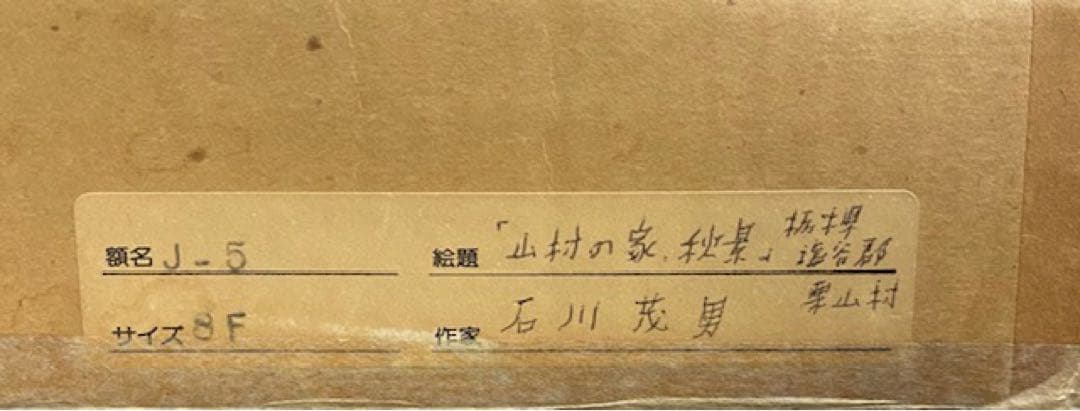 額名 J-5
絵題 「山村の家.秋景」 栃木県
塩谷郡
栗山村
サイズ 8F
作家 石川茂男